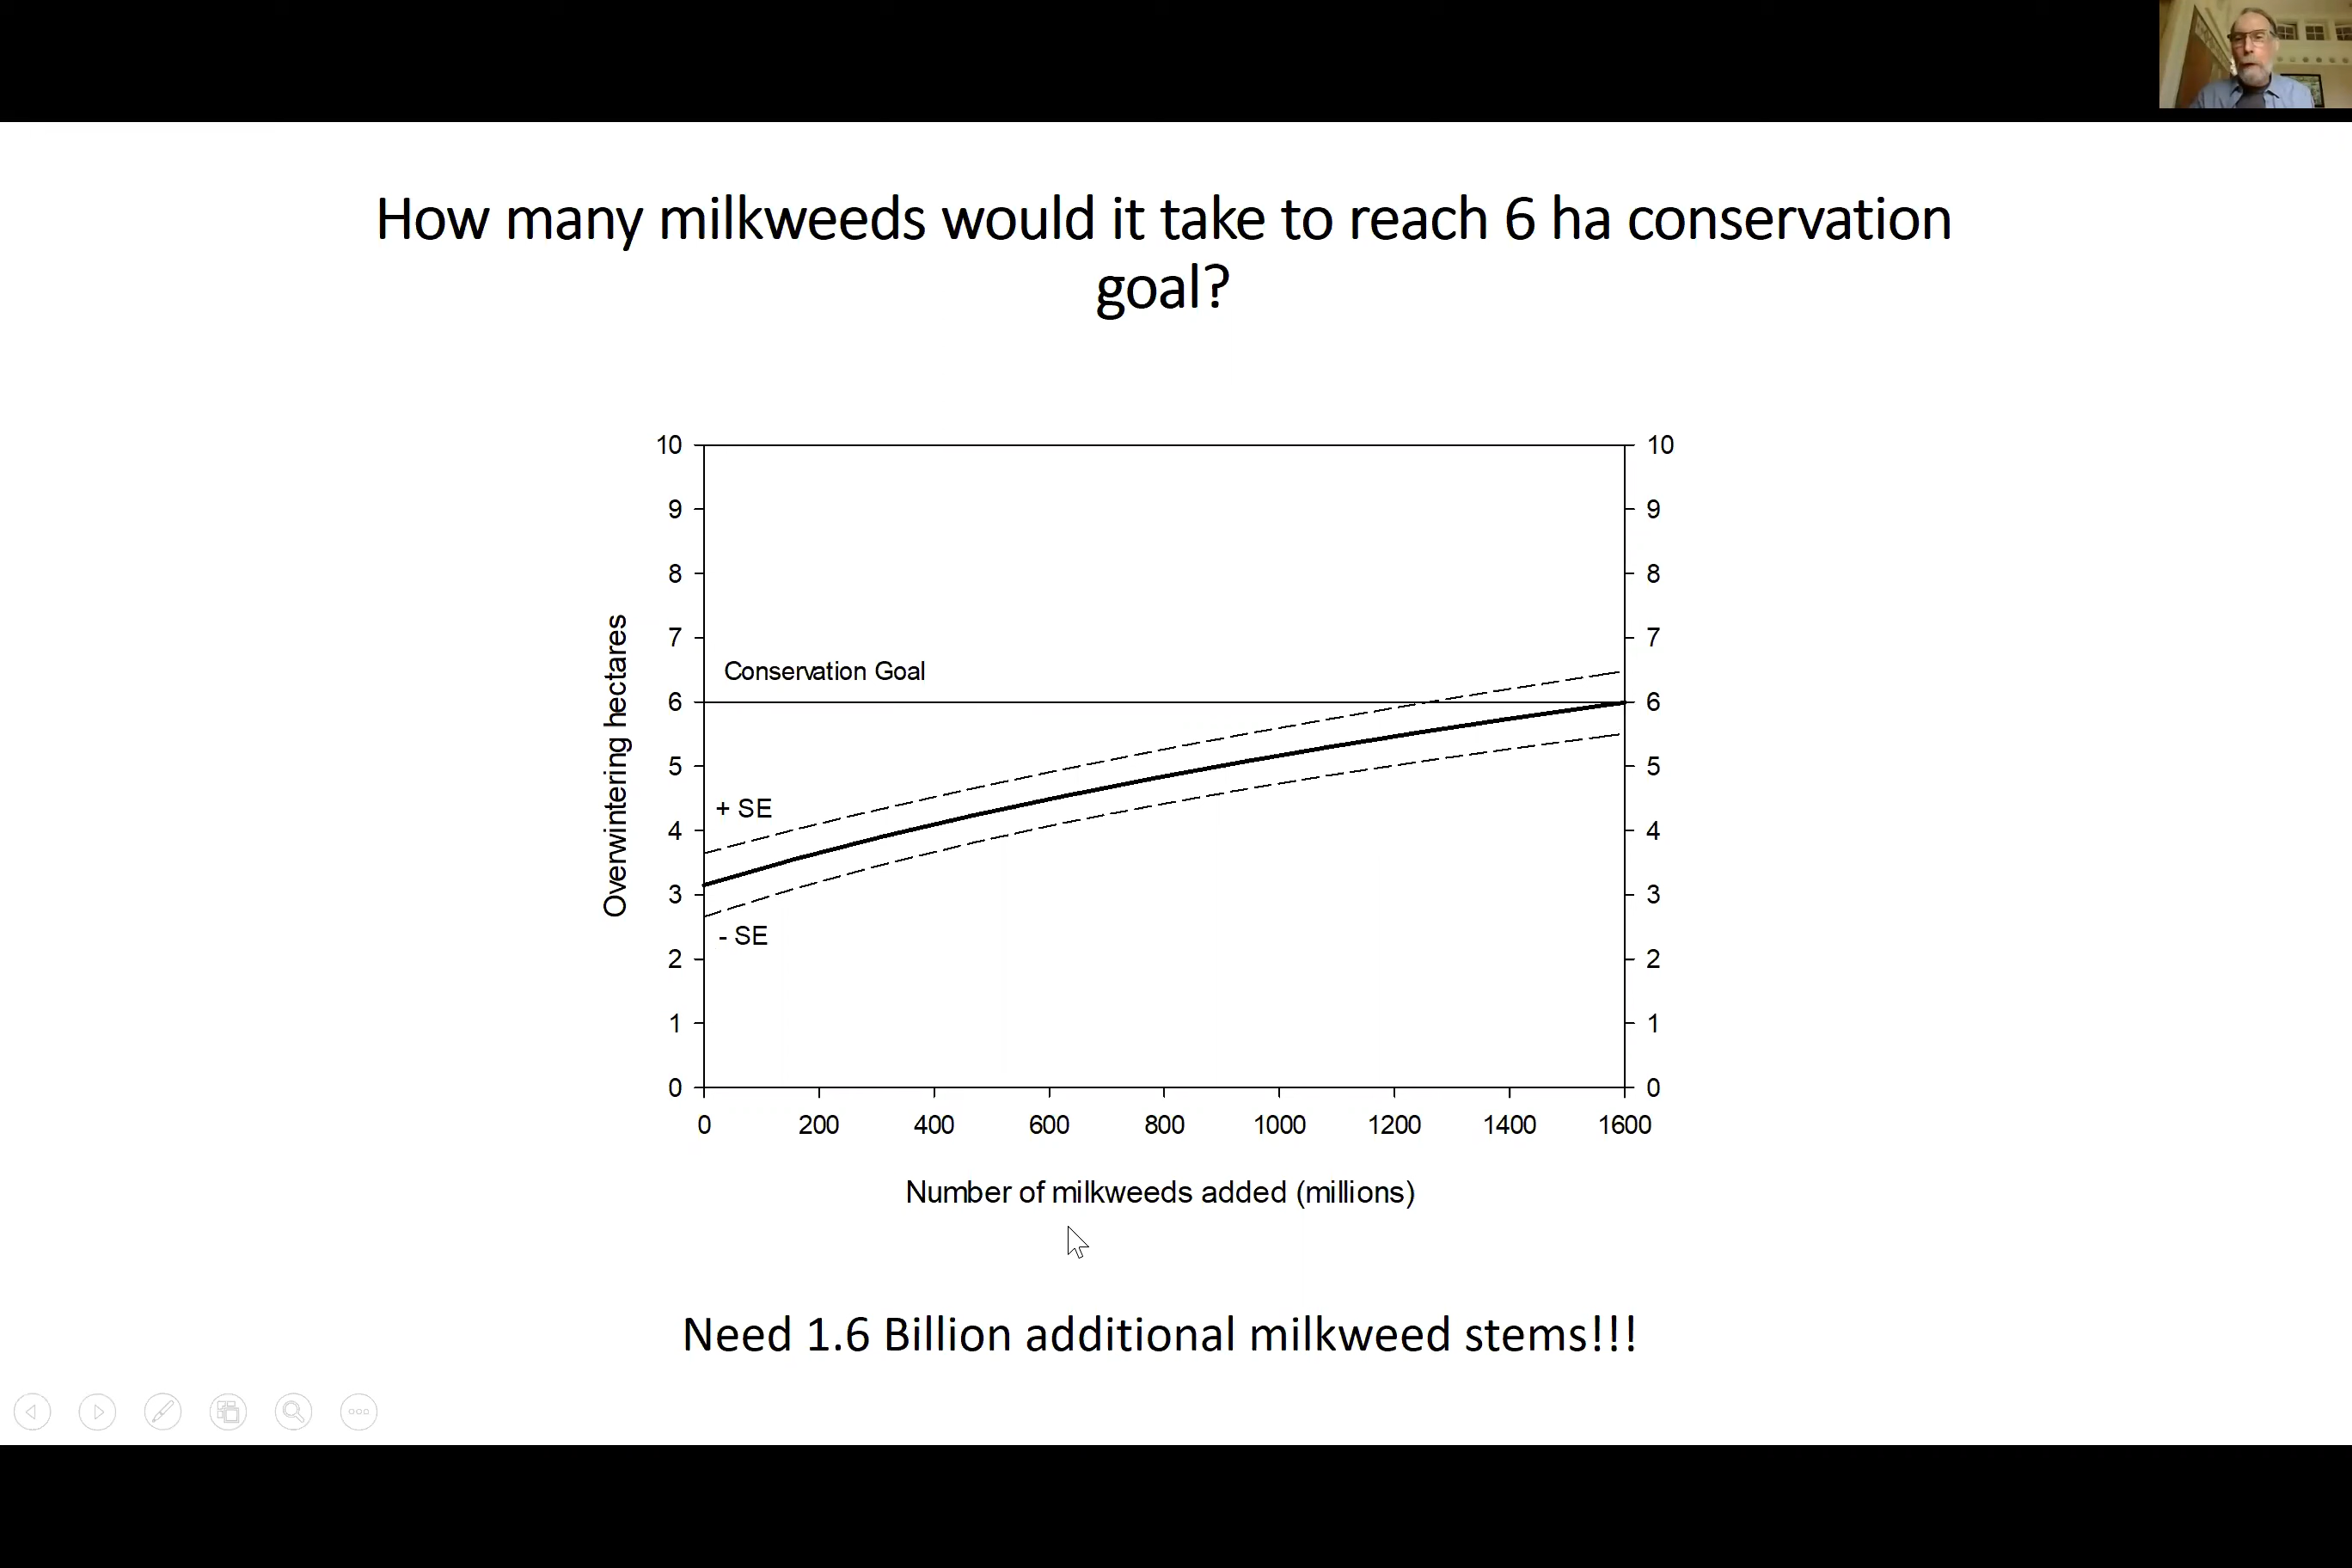 How many milkweeds would it take to reach 6 ha conservation
goal?
10 10
9 9
8 8
7 7
Conservation Goal
6 6
5 5
+ SE
4 4
3 3
- SE
2 2
1 1
0 0
Overwintering hectares
0 200 400 600 800 1000 1200 1400 1600
Number of milkweeds added (millions)
Need 1.6 Billion additional milkweed stems!!!